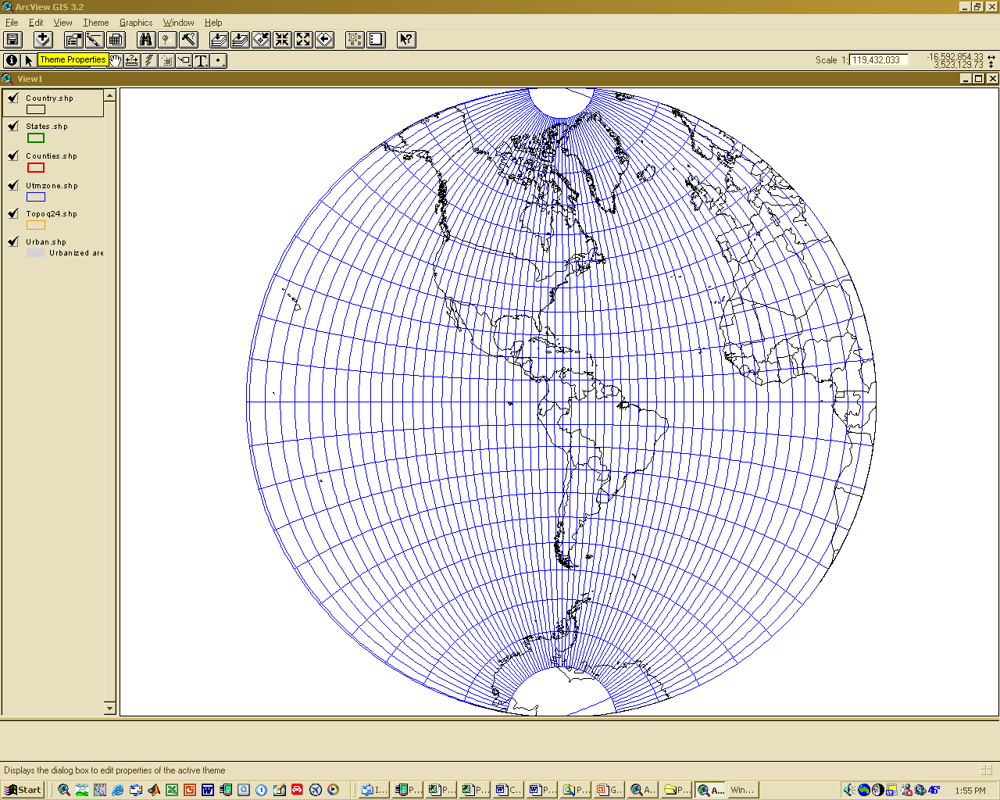 ArcView GIS 3.2
File Edit View Theme Graphics Window Help
Theme Properties
Scale 1: 119,432,033
-16,592,854.33
3,523,129.73
View1
Country.shp
States.shp
Counties.shp
Utmzone.shp
Topoq24.shp
Urban.shp
Urbanized are
Displays the dialog box to edit properties of the active theme
Start I... P... P... P... C... P... P... G... A... P... A... Win... 46° 1:55 PM